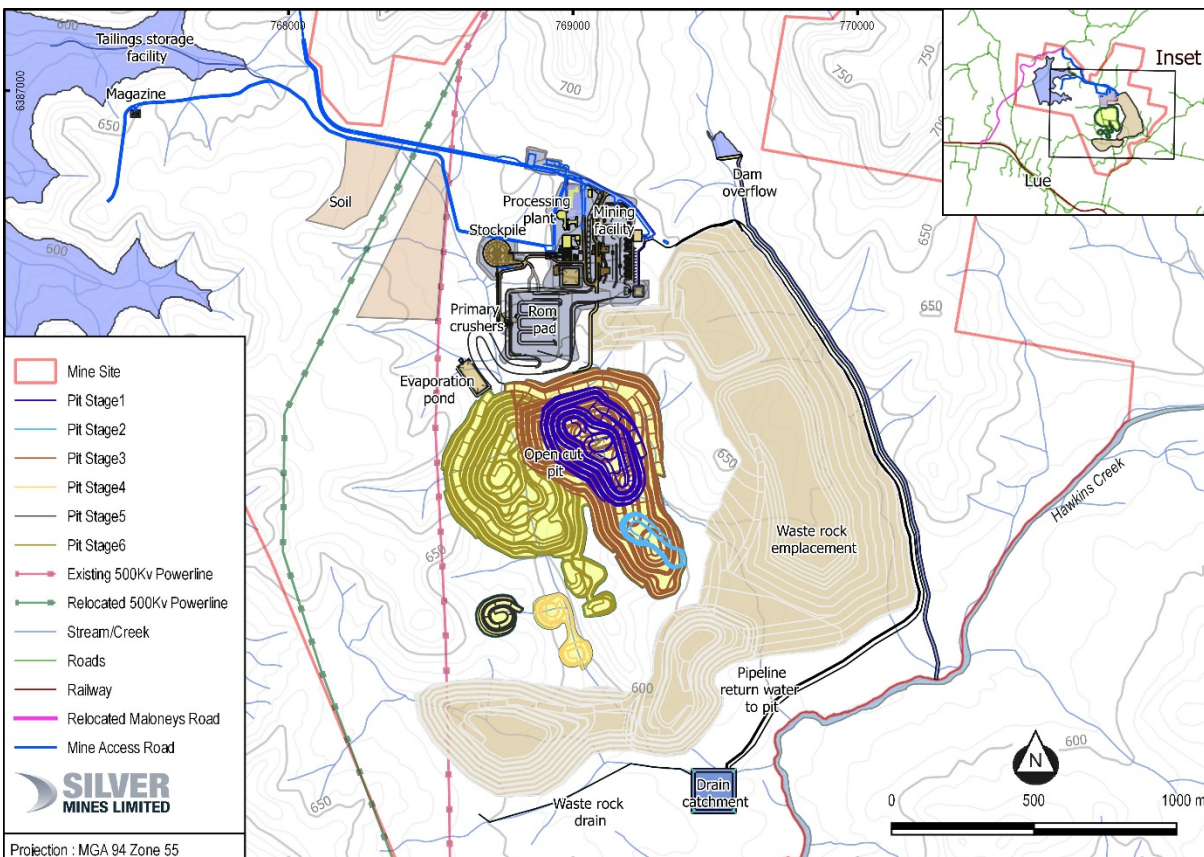 768000
769000
770000
6387000
600
750
750
700
700
Tailings storage
facility
Magazine
650
Inset
Lue
Dam
overflow
Soil
Processing
plant
Mining
facility
Stockpile
600
650
Primary
crushers
Rom
pad
Evaporation
pond
Open cut
pit
650
Waste rock
emplacement
Hawkins Creek
650
600
Pipeline
return water
to pit
600
650
Waste rock
drain
Drain
catchment
N
0 500 1000 m
Mine Site
Pit Stage1
Pit Stage2
Pit Stage3
Pit Stage4
Pit Stage5
Pit Stage6
Existing 500Kv Powerline
Relocated 500Kv Powerline
Stream/Creek
Roads
Railway
Relocated Maloneys Road
Mine Access Road
SILVER
MINES LIMITED
Projection : MGA 94 Zone 55